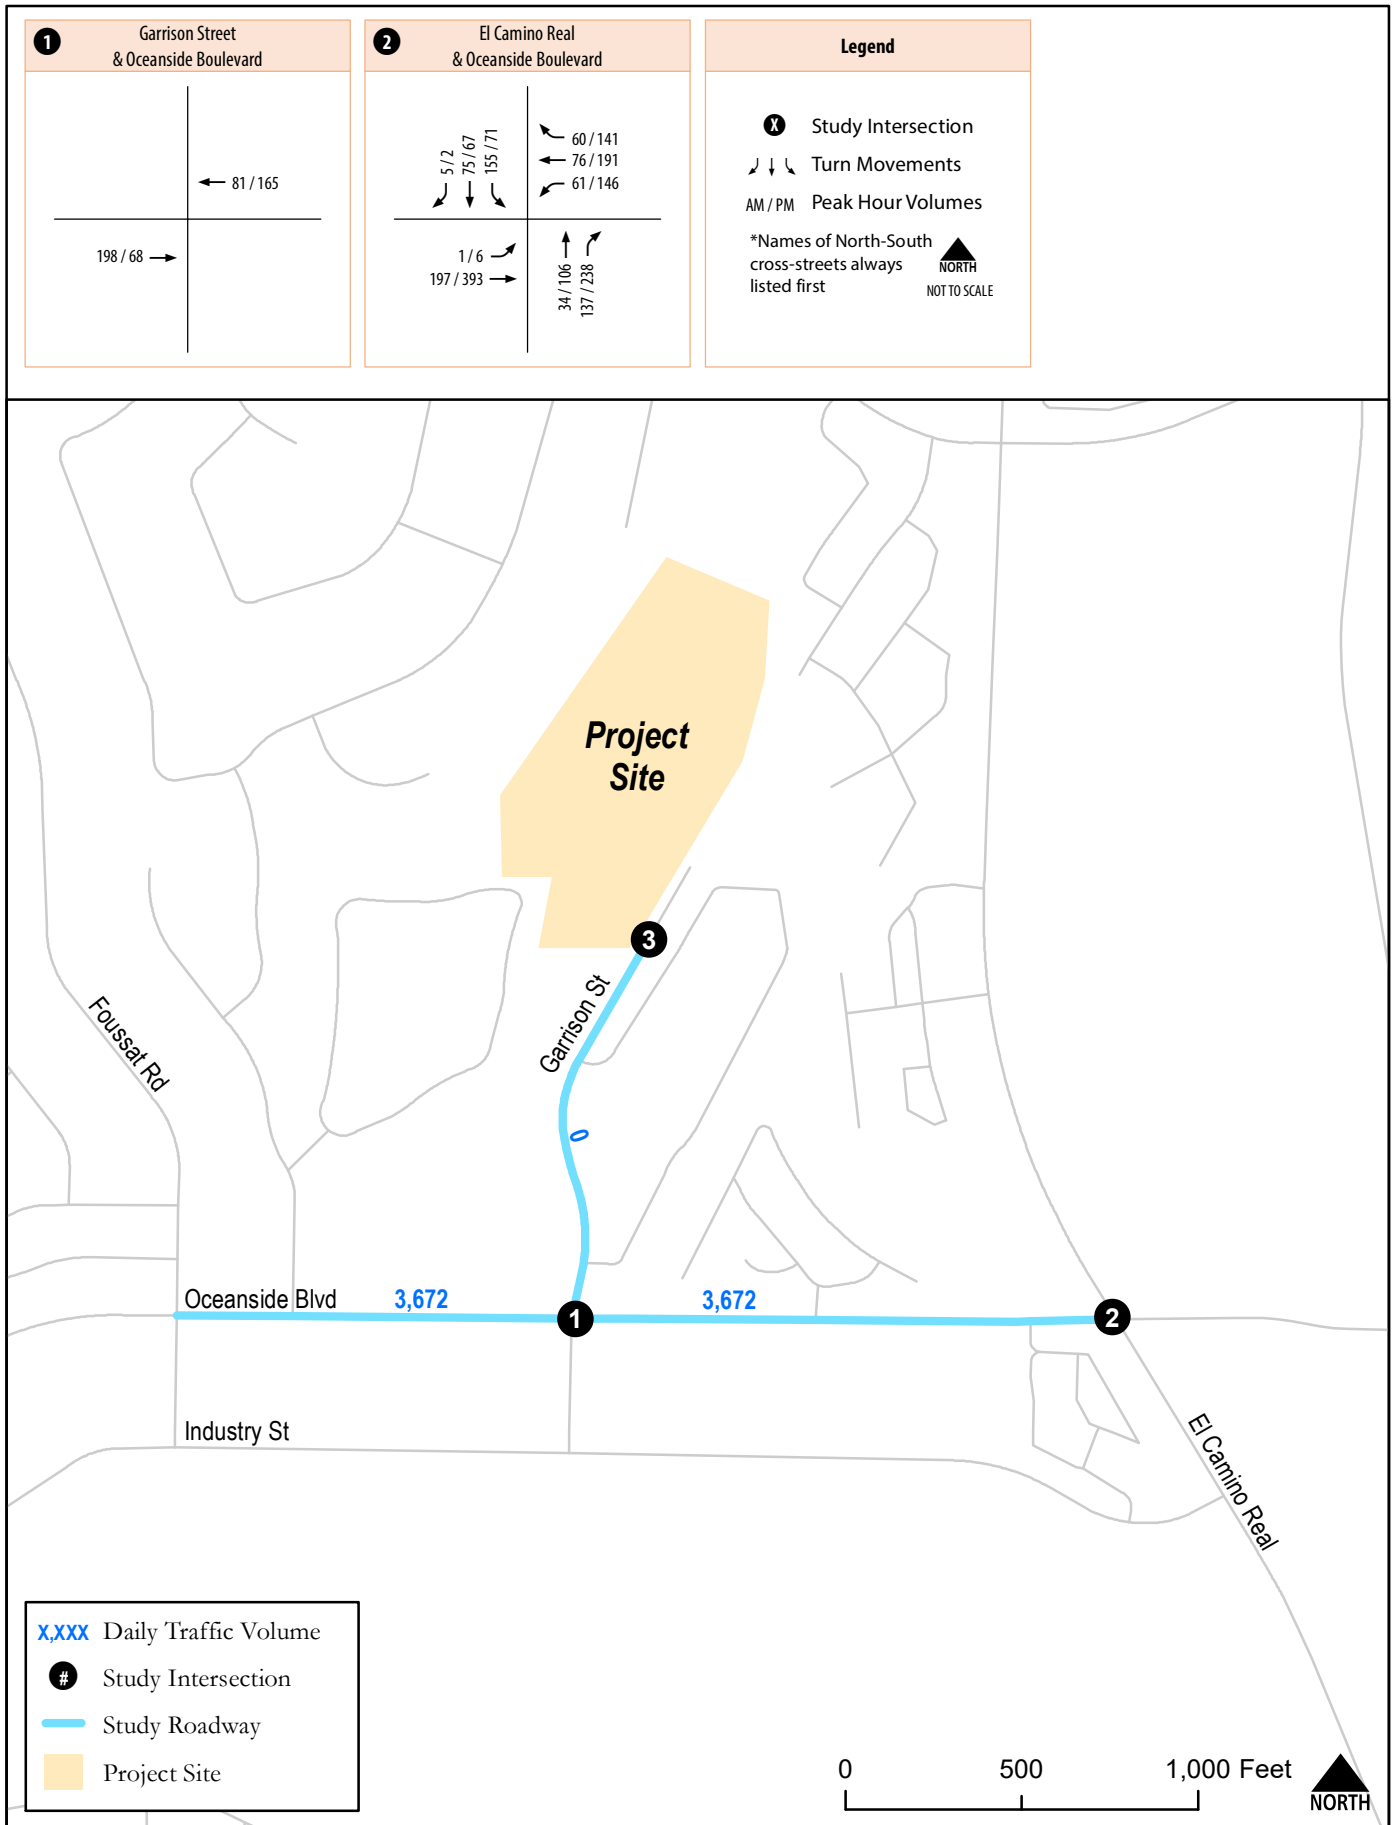 1
Garrison Street
& Oceanside Boulevard
81 / 165
198 / 68
2
El Camino Real
& Oceanside Boulevard
5 / 2
75 / 67
155 / 71
60 / 141
76 / 191
61 / 146
1 / 6
197 / 393
34 / 106
137 / 238
Legend
X Study Intersection
Turn Movements
AM / PM Peak Hour Volumes
*Names of North-South
cross-streets always
listed first
NORTH
NOT TO SCALE
Project
Site
3
Garrison St
Foussat Rd
0
Oceanside Blvd
3,672
3,672
1
2
Industry St
El Camino Real
X,XXX Daily Traffic Volume
# Study Intersection
Study Roadway
Project Site
0 500 1,000 Feet
NORTH